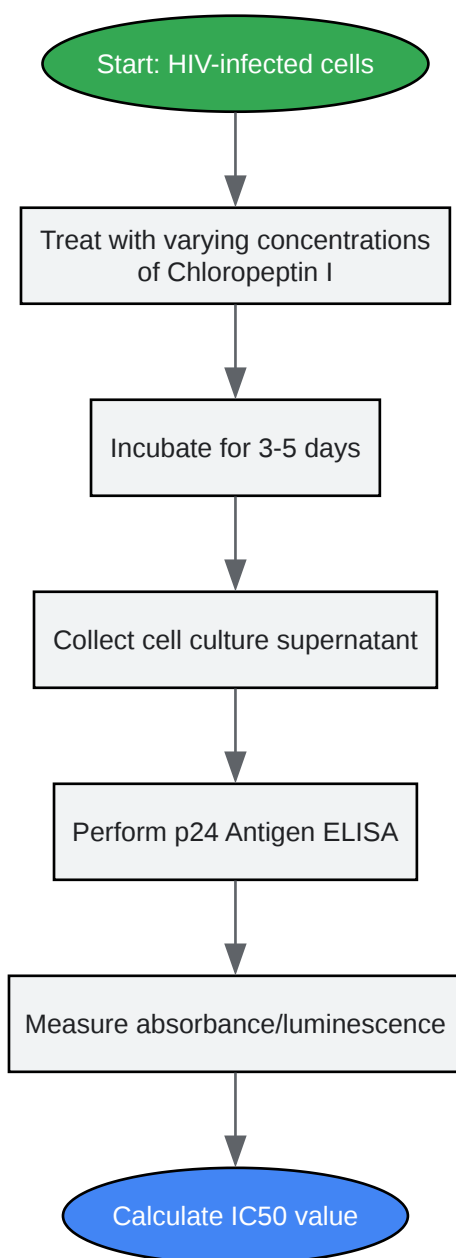 Start: HIV-infected cells
Treat with varying concentrations
of Chloropeptin I
Incubate for 3-5 days
Collect cell culture supernatant
Perform p24 Antigen ELISA
Measure absorbance/luminescence
Calculate IC50 value